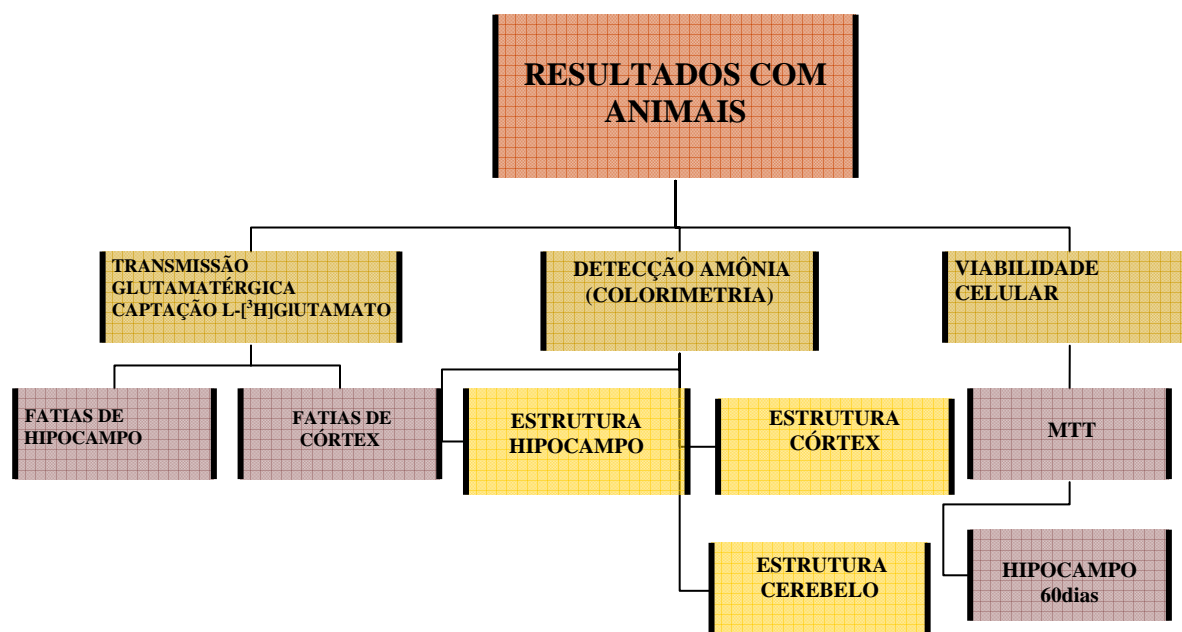 RESULTADOS COM
ANIMAIS
TRANSMISSÃO
GLUTAMATÉRGICA
CAPTAÇÃO L-[³H]GlUTAMATO
DETECÇÃO AMÔNIA
(COLORIMETRIA)
VIABILIDADE
CELULAR
FATIAS DE
HIPOCAMPO
FATIAS DE
CÓRTEX
ESTRUTURA
HIPOCAMPO
ESTRUTURA
CÓRTEX
MTT
ESTRUTURA
CEREBELO
HIPOCAMPO
60dias